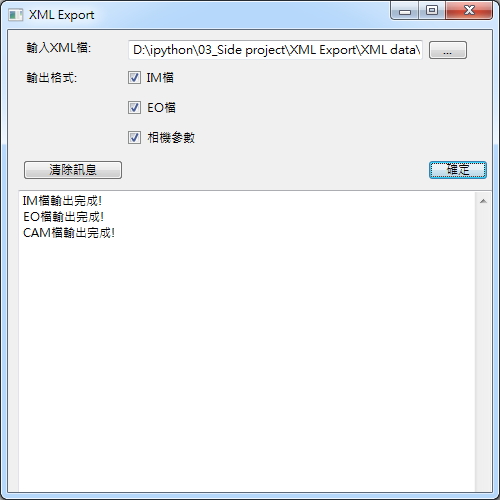 XML Export
輸入XML檔: D:\ipython\03_Side project\XML Export\XML data\ ...
輸出格式: IM檔
EO檔
相機參數
清除訊息 確定
IM檔輸出完成!
EO檔輸出完成!
CAM檔輸出完成!